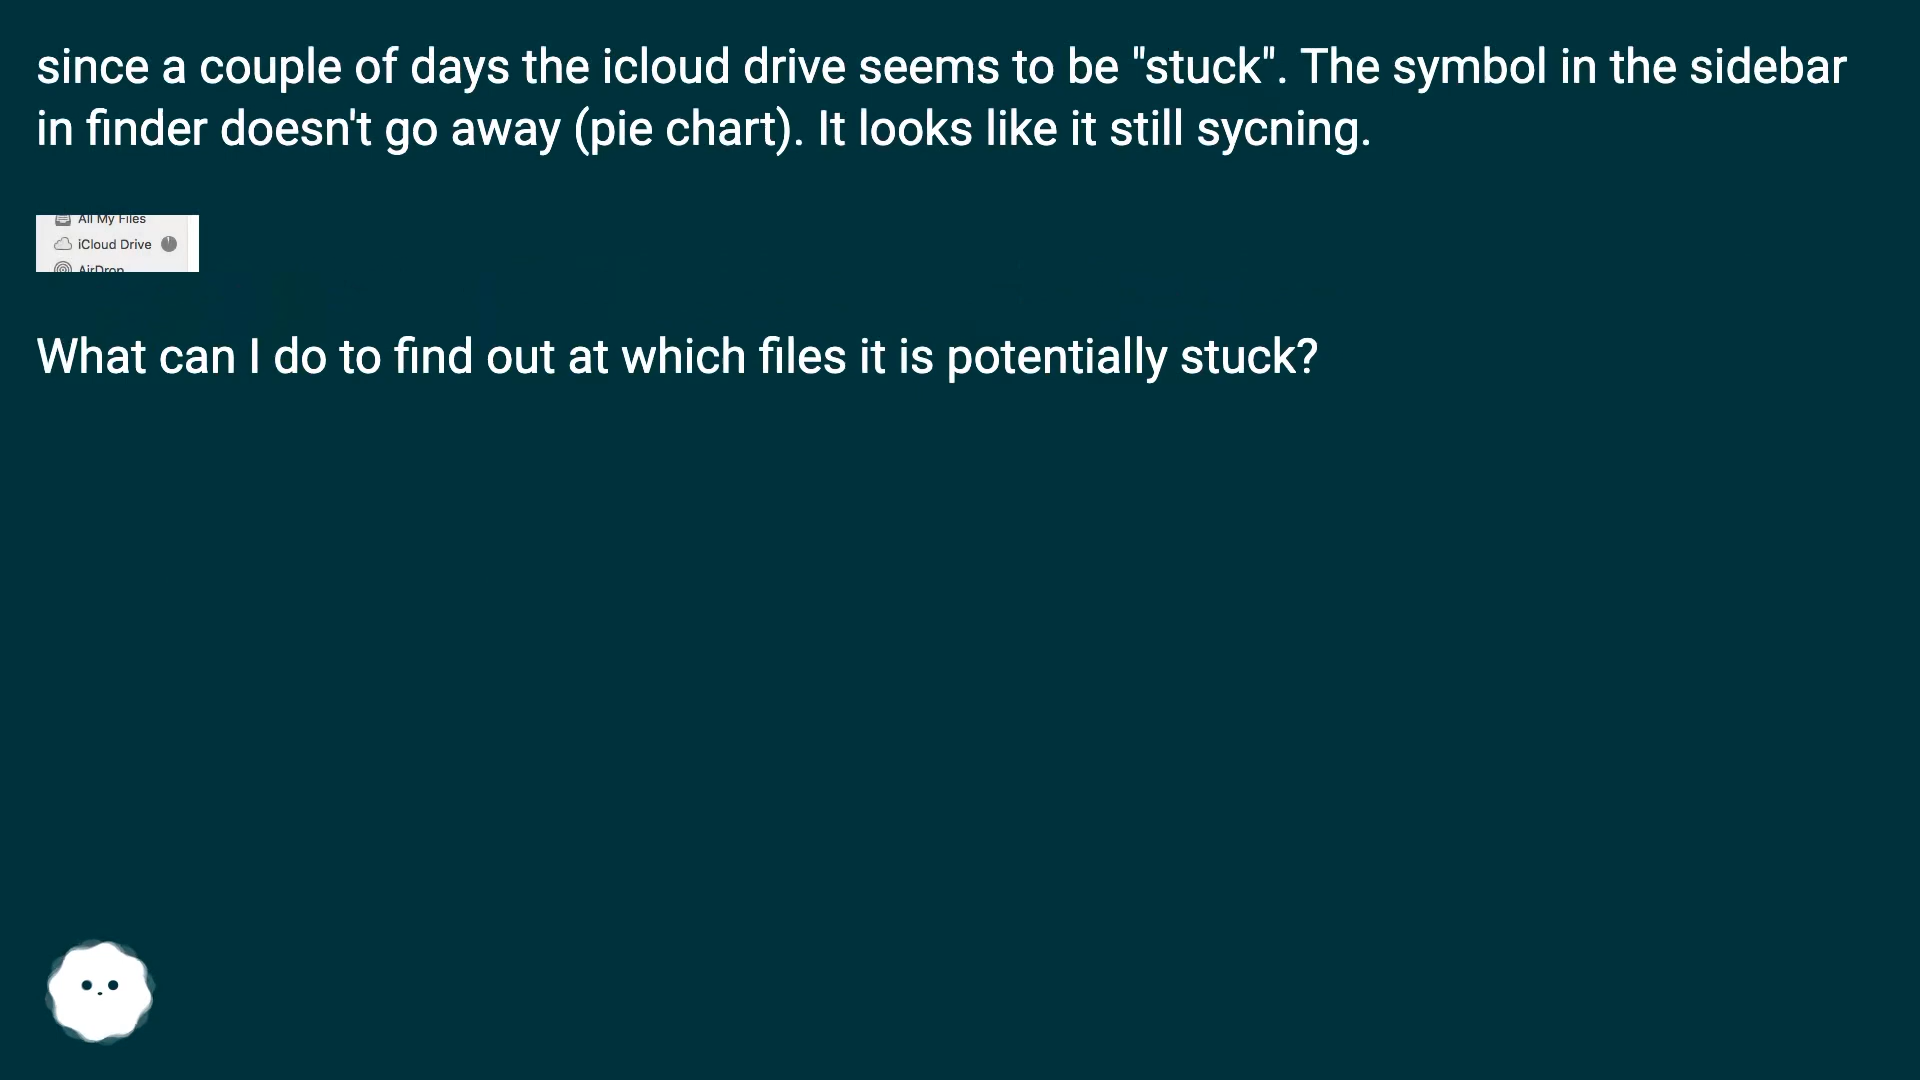 since a couple of days the icloud drive seems to be "stuck". The symbol in the sidebar
in finder doesn't go away (pie chart). It looks like it still sycning.
All My Files
iCloud Drive
AirDrop
What can I do to find out at which files it is potentially stuck?